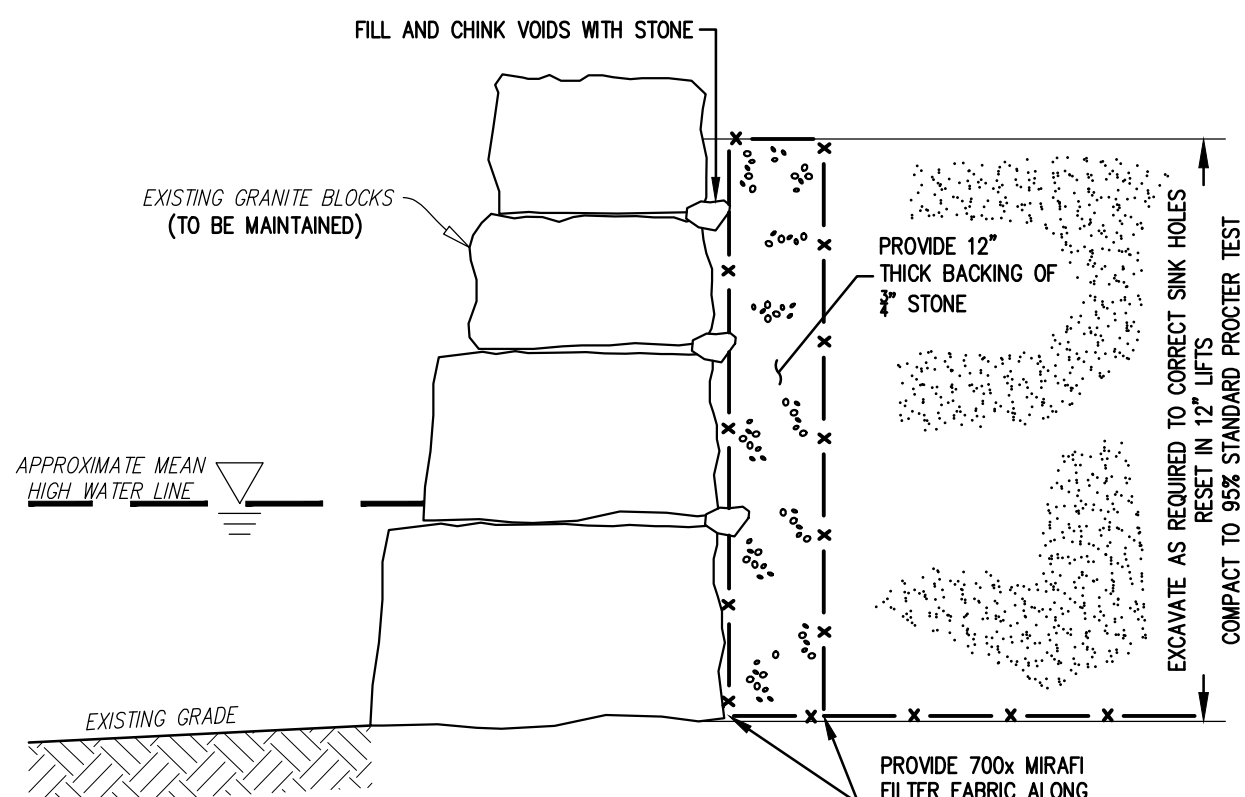 FILL AND CHINK VOIDS WITH STONE
EXISTING GRANITE BLOCKS
(TO BE MAINTAINED)
PROVIDE 12"
THICK BACKING OF
3/4" STONE
APPROXIMATE MEAN
HIGH WATER LINE
EXCAVATE AS REQUIRED TO CORRECT SINK HOLES
RESET IN 12" LIFTS
COMPACT TO 95% STANDARD PROCTER TEST
EXISTING GRADE
PROVIDE 700x MIRAFI
FILTER FABRIC ALONG